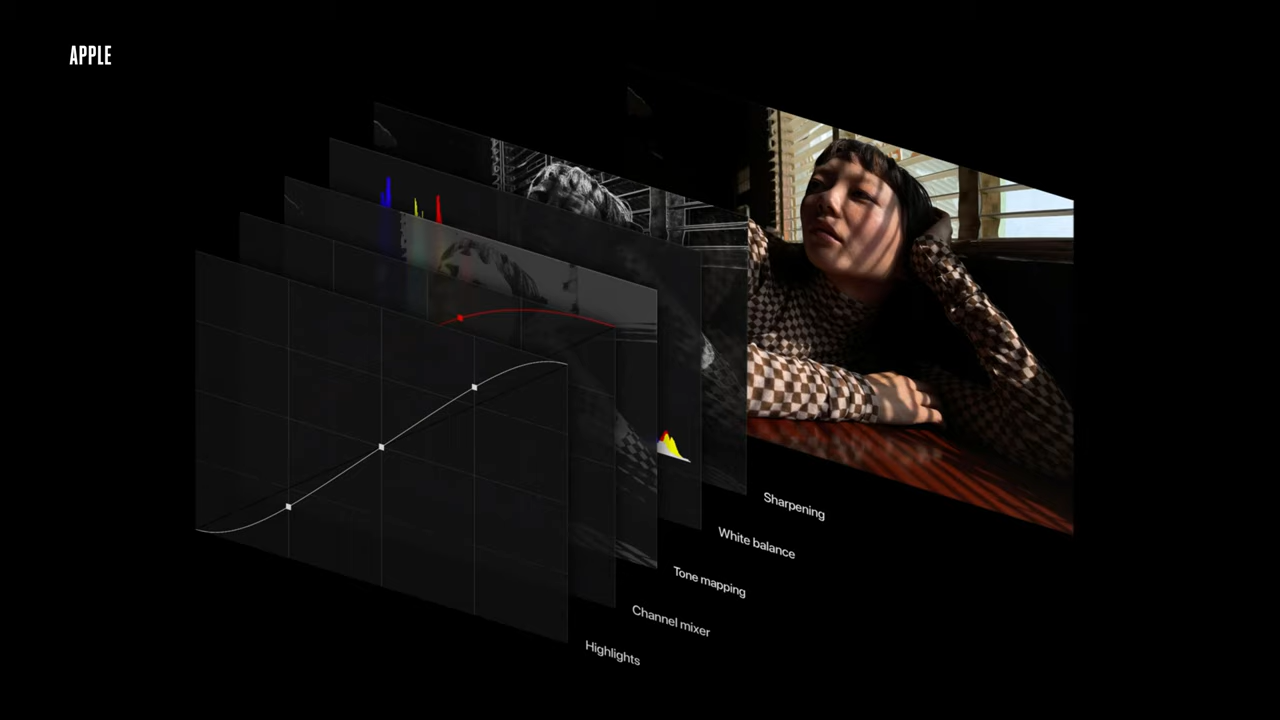 APPLE
Sharpening
White balance
Tone mapping
Channel mixer
Highlights